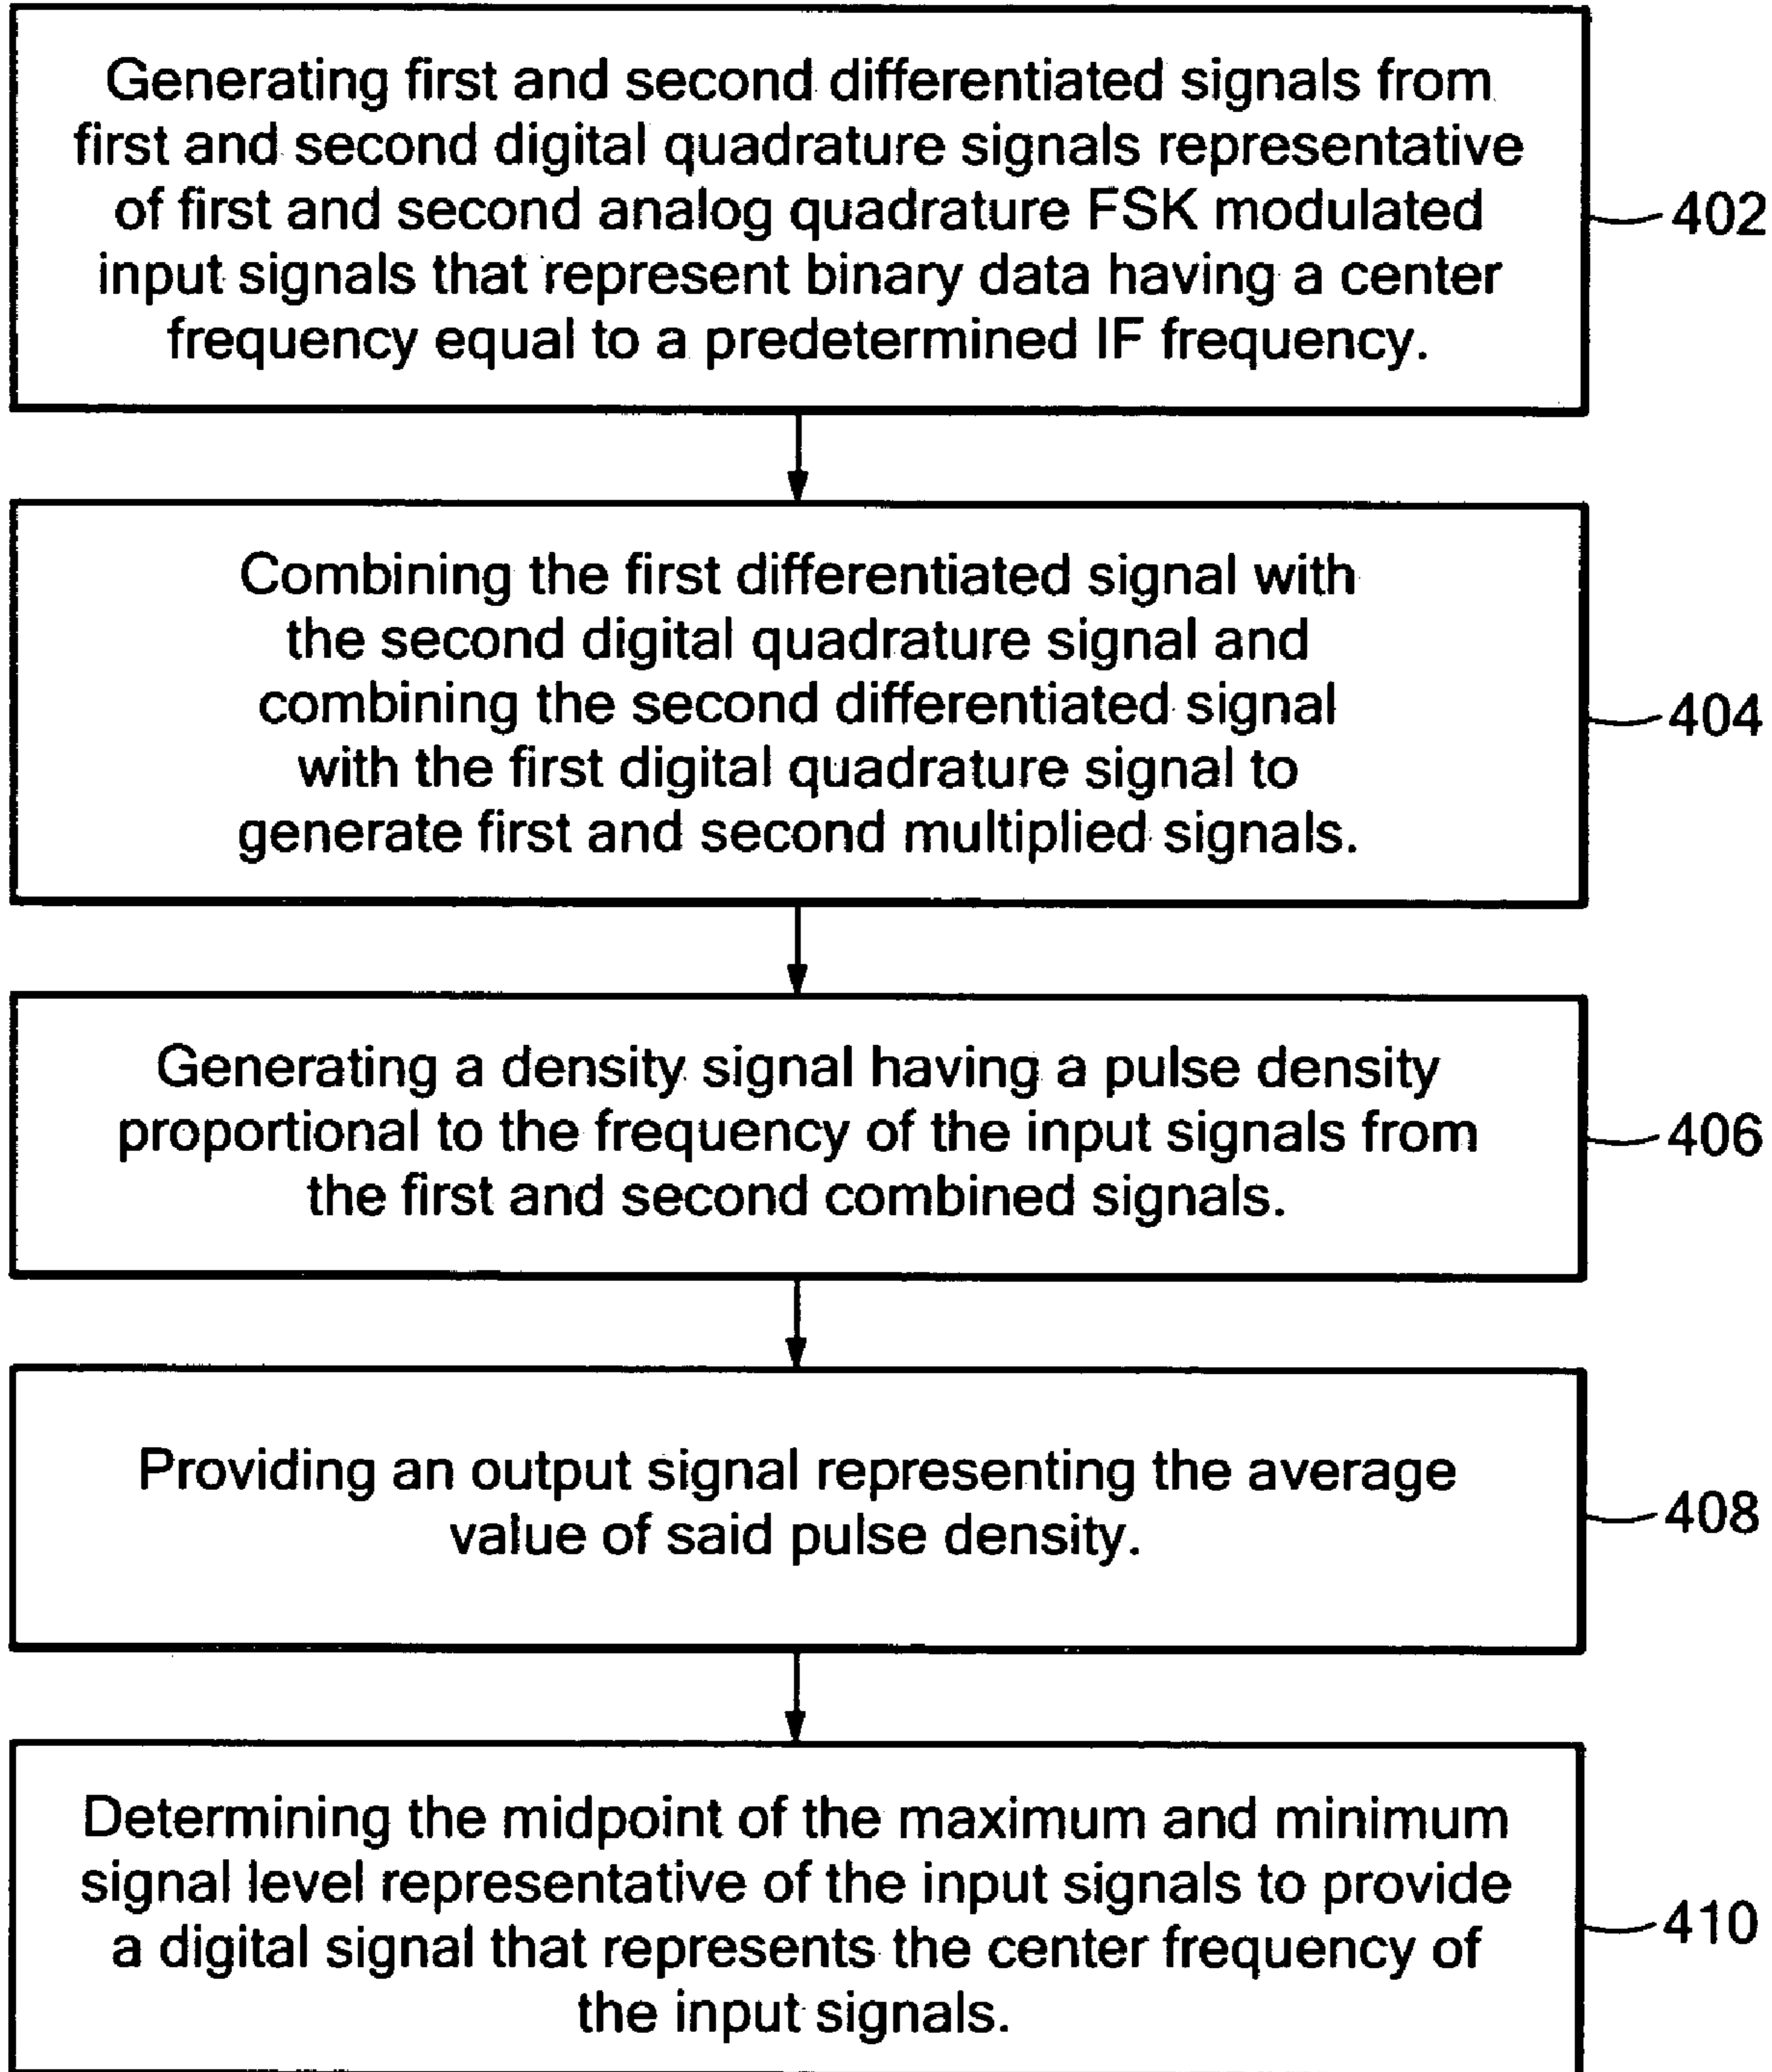 Generating first and second differentiated signals from
first and second digital quadrature signals representative
of first and second analog quadrature FSK modulated
input signals that represent binary data having a center
frequency equal to a predetermined IF frequency.
402
Combining the first differentiated signal with
the second digital quadrature signal and
combining the second differentiated signal
with the first digital quadrature signal to
generate first and second multiplied signals.
404
Generating a density signal having a pulse density
proportional to the frequency of the input signals from
the first and second combined signals.
406
Providing an output signal representing the average
value of said pulse density.
408
Determining the midpoint of the maximum and minimum
signal level representative of the input signals to provide
a digital signal that represents the center frequency of
the input signals.
410